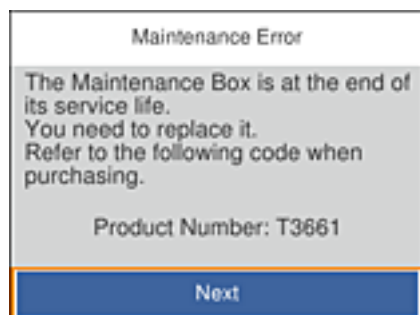 Maintenance Error
The Maintenance Box is at the end of
its service life.
You need to replace it.
Refer to the following code when
purchasing.
Product Number: T3661
Next